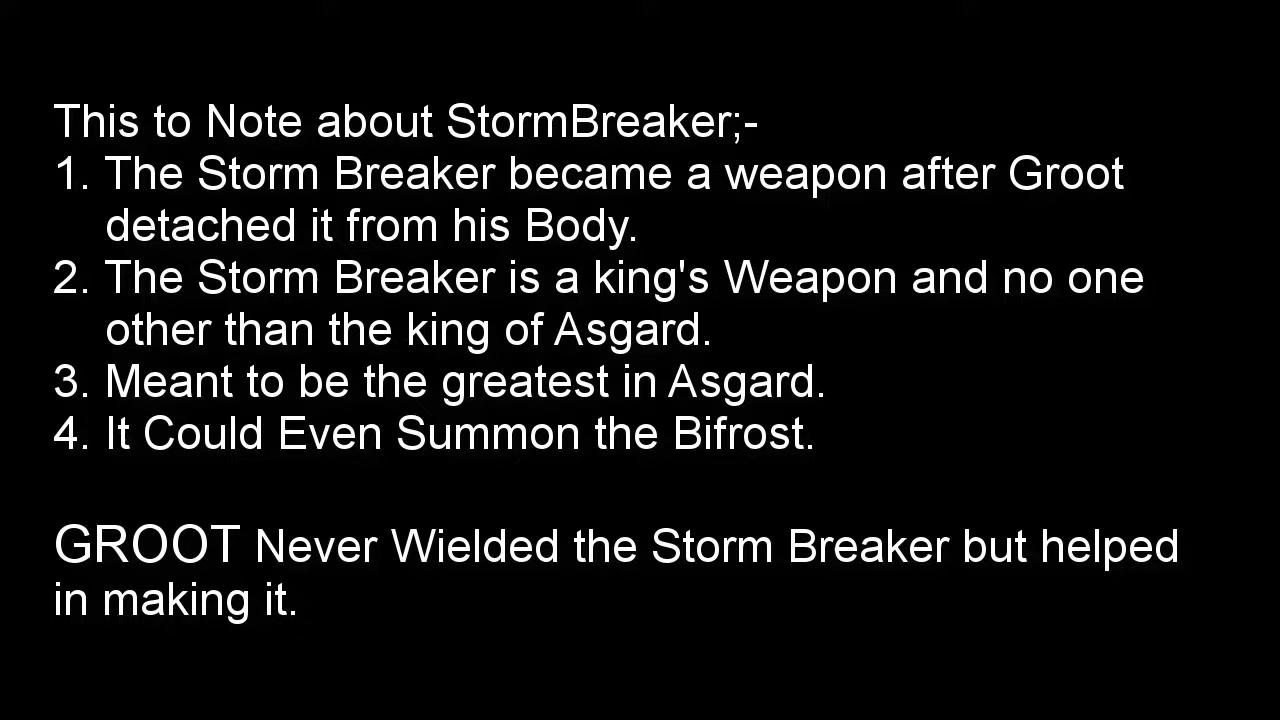 This to Note about StormBreaker;-
1. The Storm Breaker became a weapon after Groot
detached it from his Body.
2. The Storm Breaker is a king's Weapon and no one
other than the king of Asgard.
3. Meant to be the greatest in Asgard.
4. It Could Even Summon the Bifrost.
GROOT Never Wielded the Storm Breaker but helped
in making it.